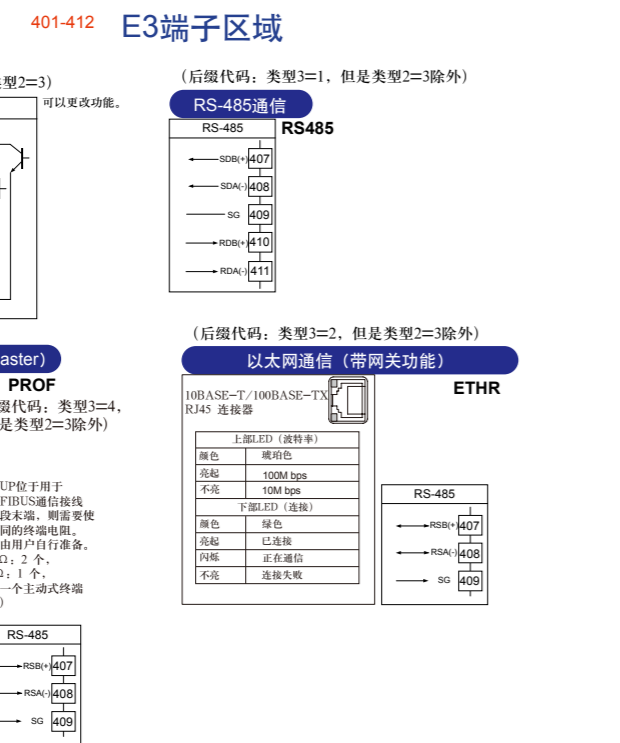 401-412 E3端子区域
型2＝3）
可以更改功能。
（后缀代码：类型3＝1，但是类型2＝3除外）
RS-485通信
RS-485
RS485
SDB(+) 407
SDA(-) 408
SG 409
RDB(+) 410
RDA(-) 411
aster）
PROF
缀代码：类型3＝4，
是类型2＝3除外）
UP位于用于
FIBUS通信接线
段末端，则需要使
同的终端电阻。
由用户自行准备。
Ω：2 个，
Ω：1 个，
一个主动式终端
）
RS-485
RSB(+) 407
RSA(-) 408
SG 409
（后缀代码：类型3＝2，但是类型2＝3除外）
以太网通信（带网关功能）
ETHR
10BASE-T/100BASE-TX
RJ45 连接器
上部LED（波特率）
颜色 琥珀色
亮起 100M bps
不亮 10M bps
下部LED（连接）
颜色 绿色
亮起 已连接
闪烁 正在通信
不亮 连接失败
RS-485
RSB(+) 407
RSA(-) 408
SG 409